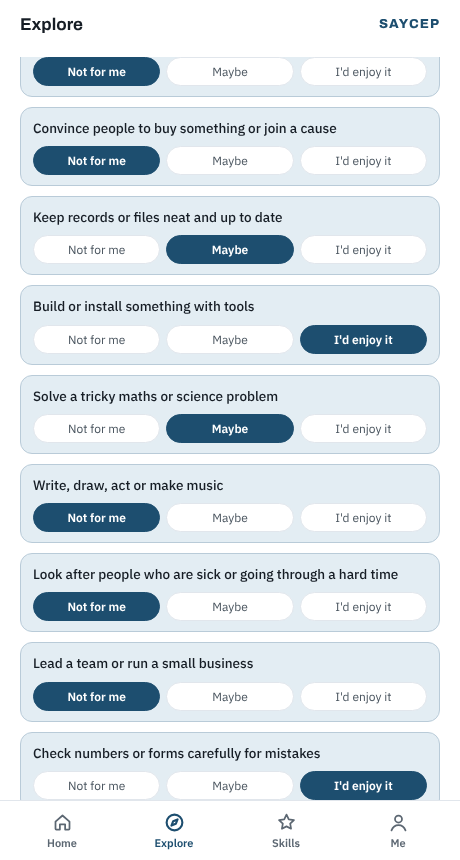 Explore
SAYCEP
Not for me Maybe I'd enjoy it
Convince people to buy something or join a cause
Not for me Maybe I'd enjoy it
Keep records or files neat and up to date
Not for me Maybe I'd enjoy it
Build or install something with tools
Not for me Maybe I'd enjoy it
Solve a tricky maths or science problem
Not for me Maybe I'd enjoy it
Write, draw, act or make music
Not for me Maybe I'd enjoy it
Look after people who are sick or going through a hard time
Not for me Maybe I'd enjoy it
Lead a team or run a small business
Not for me Maybe I'd enjoy it
Check numbers or forms carefully for mistakes
Not for me Maybe I'd enjoy it
Home Explore Skills Me